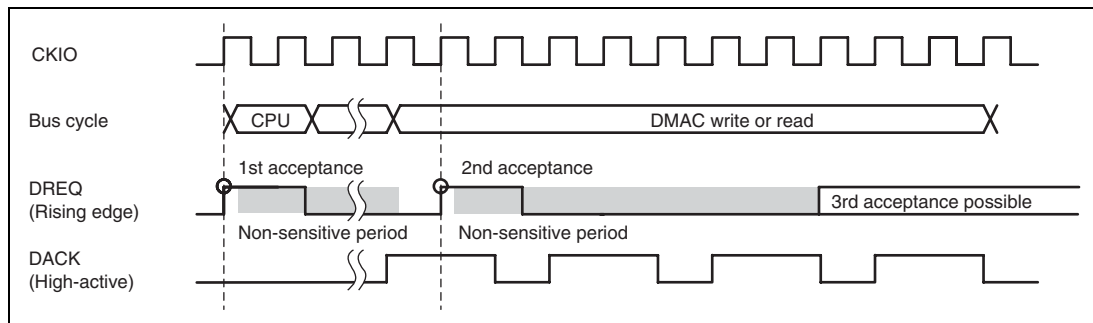 CKIO
Bus cycle
CPU
DMAC write or read
1st acceptance
2nd acceptance
DREQ
(Rising edge)
3rd acceptance possible
Non-sensitive period
Non-sensitive period
DACK
(High-active)